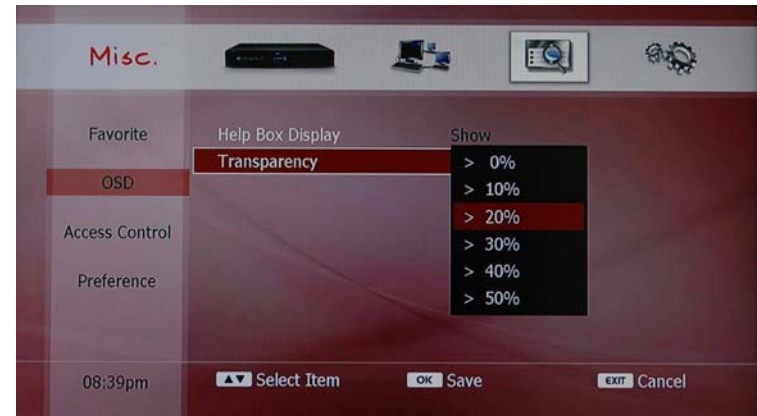 Misc.
Favorite
OSD
Access Control
Preference
Help Box Display Show
Transparency
> 0%
> 10%
> 20%
> 30%
> 40%
> 50%
08:39pm ▲▼ Select Item OK Save EXIT Cancel